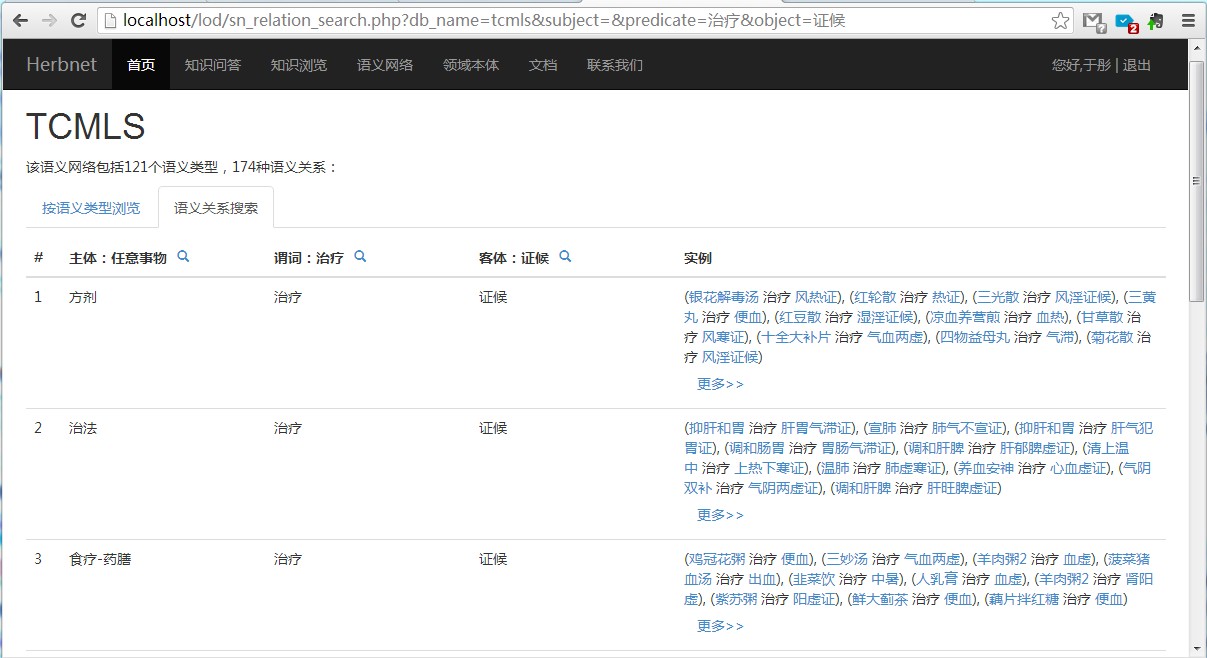 localhost/lod/sn_relation_search.php?db_name=tcmls&subject=&predicate=治疗&object=证候
2
Herbnet 首页 知识问答 知识浏览 语义网络 领域本体 文档 联系我们 您好,于彤 | 退出
TCMLS
该语义网络包括121个语义类型，174种语义关系：
按语义类型浏览 语义关系搜索
# 主体：任意事物 谓词：治疗 客体：证候 实例
1 方剂 治疗 证候 (银花解毒汤 治疗 风热证), (红轮散 治疗 热证), (三光散 治疗 风淫证候), (三黄
丸 治疗 便血), (红豆散 治疗 湿淫证候), (凉血养营煎 治疗 血热), (甘草散 治
疗 风寒证), (十全大补片 治疗 气血两虚), (四物益母丸 治疗 气滞), (菊花散 治
疗 风淫证候)
更多>>
2 治法 治疗 证候 (抑肝和胃 治疗 肝胃气滞证), (宣肺 治疗 肺气不宣证), (抑肝和胃 治疗 肝气犯
胃证), (调和肠胃 治疗 胃肠气滞证), (调和肝脾 治疗 肝郁脾虚证), (清上温
中 治疗 上热下寒证), (温肺 治疗 肺虚寒证), (养血安神 治疗 心血虚证), (气阴
双补 治疗 气阴两虚证), (调和肝脾 治疗 肝旺脾虚证)
更多>>
3 食疗-药膳 治疗 证候 (鸡冠花粥 治疗 便血), (三妙汤 治疗 气血两虚), (羊肉粥2 治疗 血虚), (菠菜猪
血汤 治疗 出血), (韭菜饮 治疗 中暑), (人乳膏 治疗 血虚), (羊肉粥2 治疗 肾阳
虚), (紫苏粥 治疗 阳虚证), (鲜大蓟茶 治疗 便血), (藕片拌红糖 治疗 便血)
更多>>